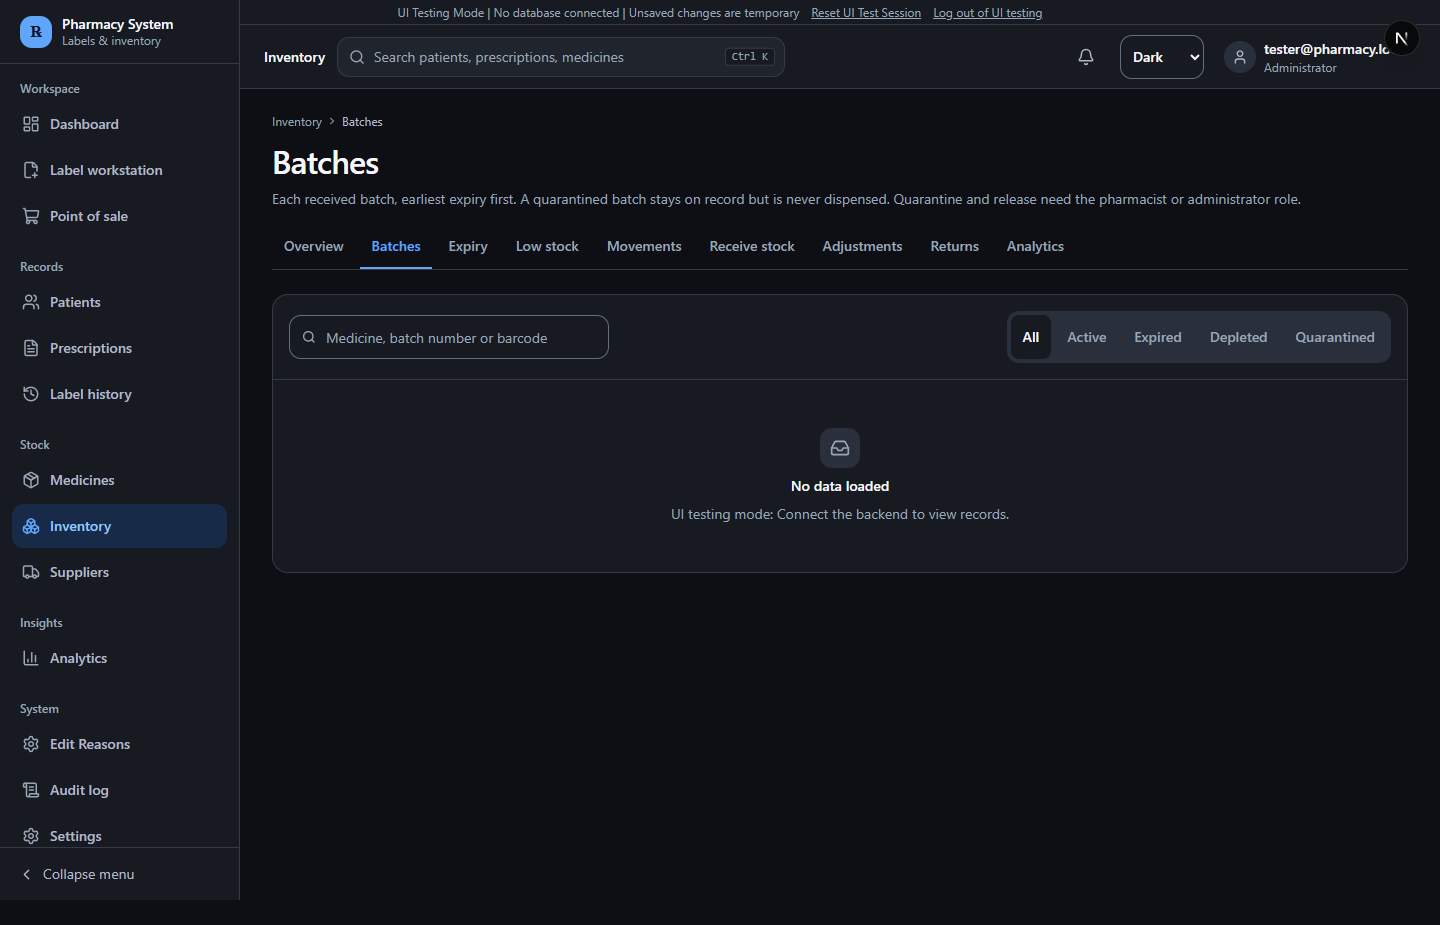 ℞
Pharmacy System
Labels & inventory
Workspace
Dashboard
Label workstation
Point of sale
Records
Patients
Prescriptions
Label history
Stock
Medicines
Inventory
Suppliers
Insights
Analytics
System
Edit Reasons
Audit log
Settings
Collapse menu
UI Testing Mode | No database connected | Unsaved changes are temporary Reset UI Test Session Log out of UI testing
Inventory
Search patients, prescriptions, medicines
Ctrl K
Dark
tester@pharmacy.lo
Administrator
N
Inventory > Batches
Batches
Each received batch, earliest expiry first. A quarantined batch stays on record but is never dispensed. Quarantine and release need the pharmacist or administrator role.
Overview Batches Expiry Low stock Movements Receive stock Adjustments Returns Analytics
Medicine, batch number or barcode
All Active Expired Depleted Quarantined
No data loaded
UI testing mode: Connect the backend to view records.